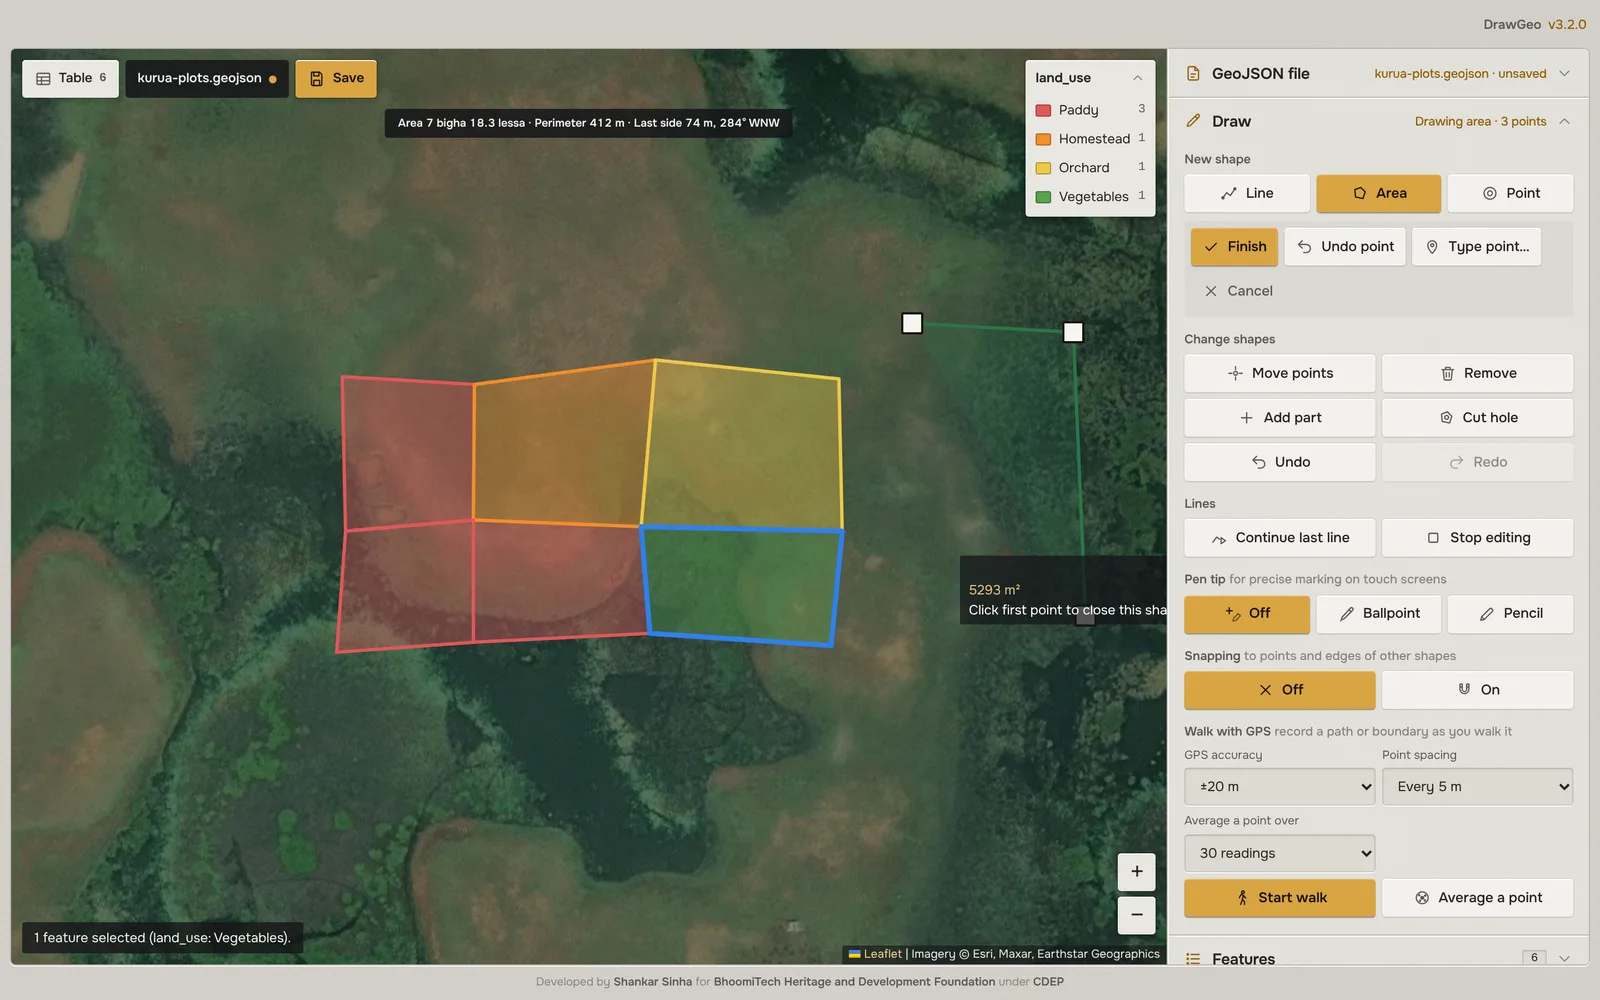 DrawGeo v3.2.0
Table 6
kurua-plots.geojson
Save
Area 7 bigha 18.3 lessa · Perimeter 412 m · Last side 74 m, 284° WNW
land_use
Paddy 3
Homestead 1
Orchard 1
Vegetables 1
5293 m²
Click first point to close this sha
1 feature selected (land_use: Vegetables).
+
−
Leaflet | Imagery © Esri, Maxar, Earthstar Geographics
GeoJSON file kurua-plots.geojson · unsaved
Draw Drawing area · 3 points
New shape
Line Area Point
Finish Undo point Type point...
Cancel
Change shapes
Move points Remove
Add part Cut hole
Undo Redo
Lines
Continue last line Stop editing
Pen tip for precise marking on touch screens
Off Ballpoint Pencil
Snapping to points and edges of other shapes
Off On
Walk with GPS record a path or boundary as you walk it
GPS accuracy Point spacing
±20 m Every 5 m
Average a point over
30 readings
Start walk Average a point
Features 6
Developed by Shankar Sinha for BhoomiTech Heritage and Development Foundation under CDEP